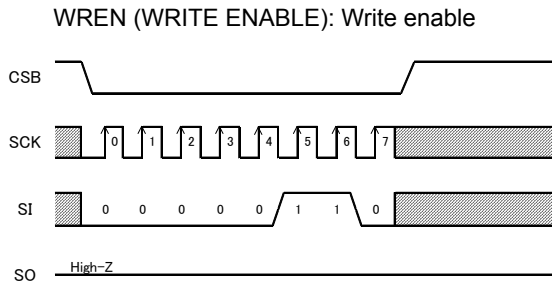 WREN (WRITE ENABLE): Write enable
CSB
SCK 0 1 2 3 4 5 6 7
SI 0 0 0 0 0 1 1 0
High-Z
SO